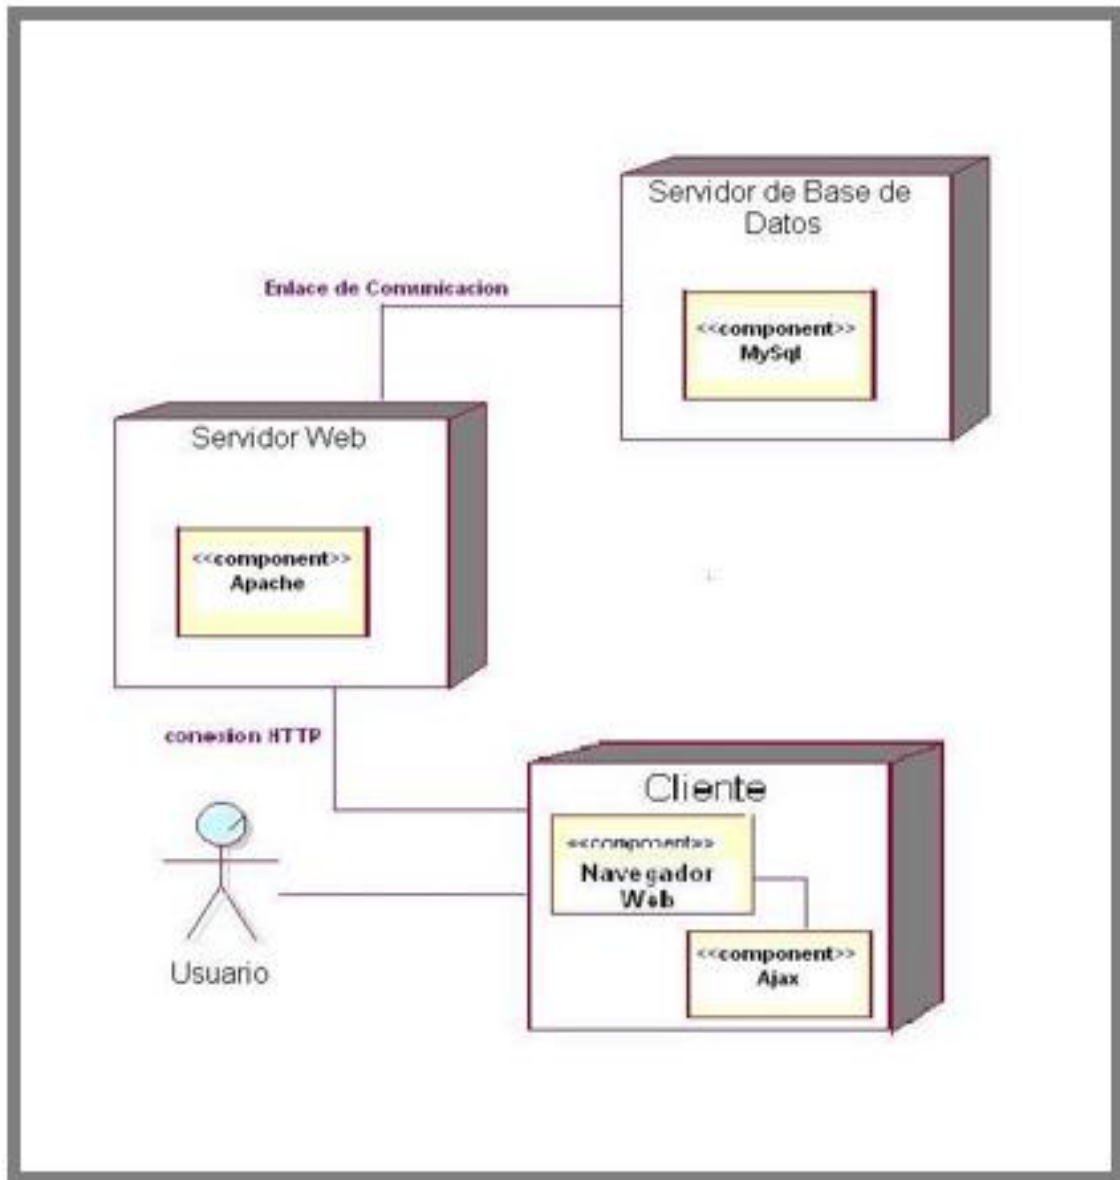 Servidor de Base de
Datos
<<component>>
MySql
Enlace de Comunicacion
Servidor Web
<<component>>
Apache
conexion HTTP
Cliente
<<component>>
Navegador
Web
<<component>>
Ajax
Usuario